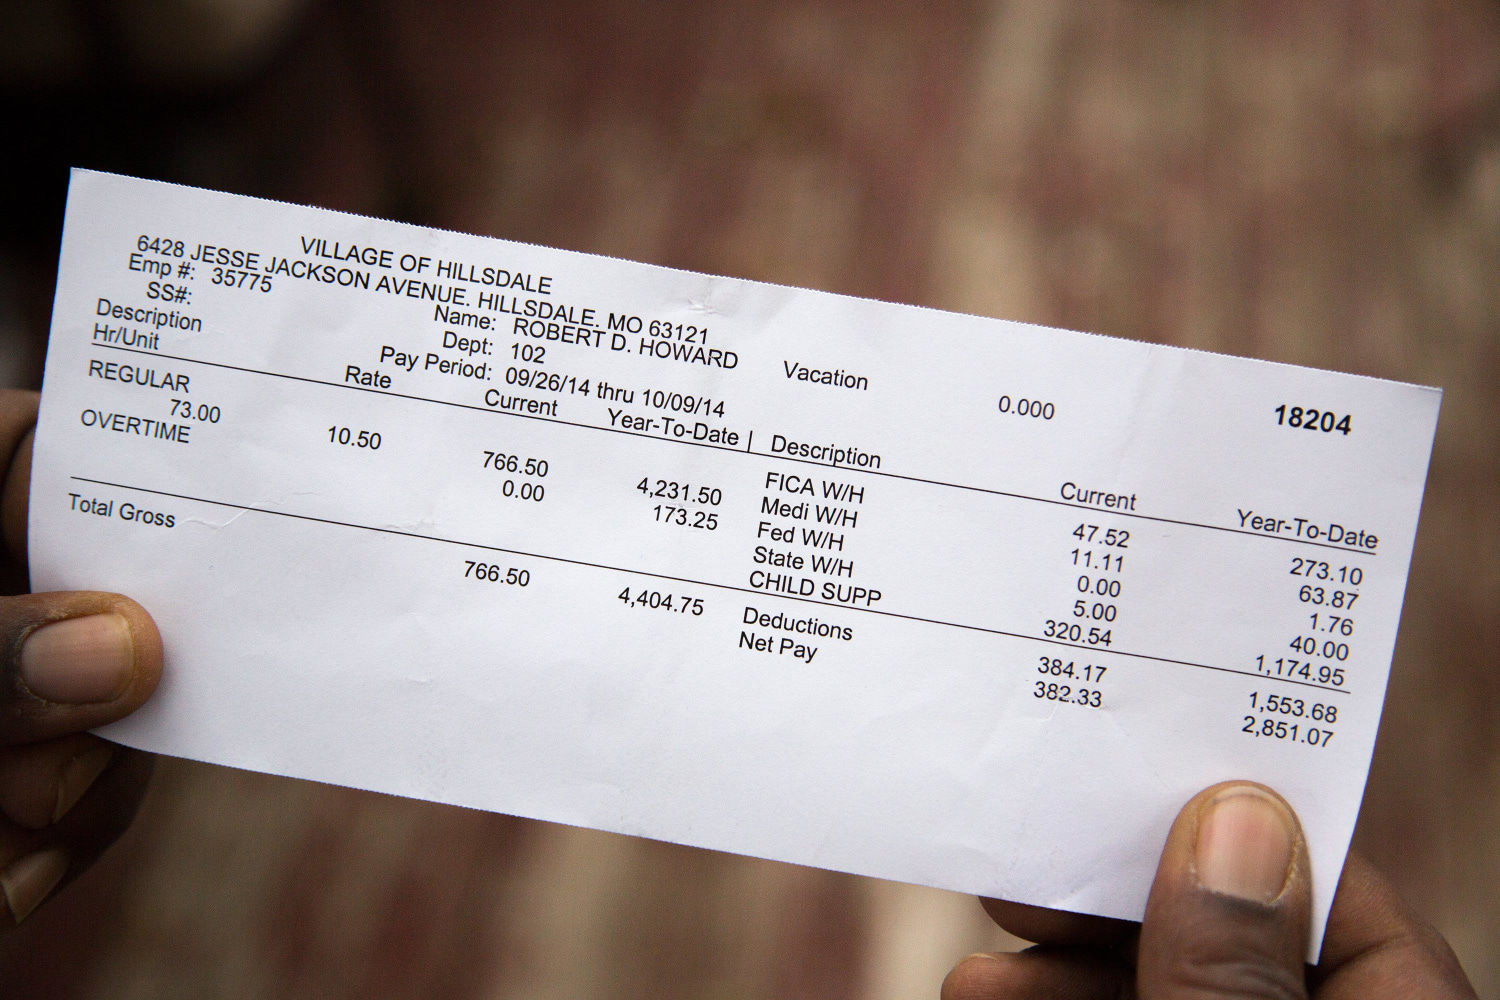 VILLAGE OF HILLSDALE
6428 JESSE JACKSON AVENUE. HILLSDALE. MO 63121
Emp #: 35775 Name: ROBERT D. HOWARD Vacation 0.000 18204
SS#: Dept: 102
Pay Period: 09/26/14 thru 10/09/14
Description
Hr/Unit Rate Current Year-To-Date | Description Current Year-To-Date
REGULAR
73.00 10.50 766.50 4,231.50 FICA W/H 47.52 273.10
OVERTIME 0.00 173.25 Medi W/H 11.11 63.87
Fed W/H 0.00 1.76
State W/H 5.00 40.00
CHILD SUPP 320.54 1,174.95
Total Gross 766.50 4,404.75 Deductions 384.17 1,553.68
Net Pay 382.33 2,851.07